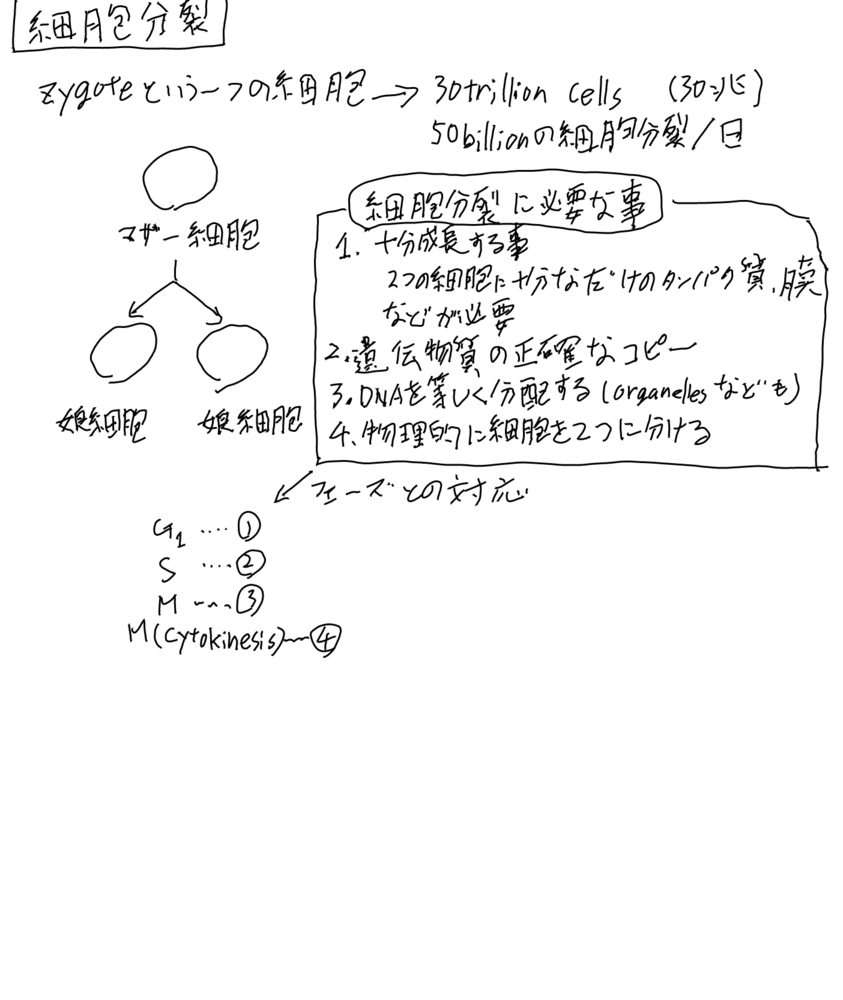 細胞分裂
zygoteという一つの細胞→30trillion cells (30兆)
50billionの細胞分裂/日
マザー細胞
娘細胞 娘細胞
細胞分裂に必要な事
1. 十分成長する事
2つの細胞に十分なだけのタンパク質、膜
などが必要
2.遺伝物質の正確なコピー
3.DNAを等しく分配する(organellesなども)
4.物理的に細胞を2つに分ける
フェーズとの対応
G1 ....①
S ....②
M ----③
M(cytokinesis)---④